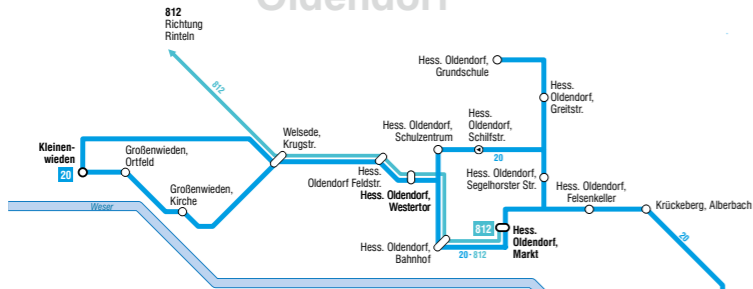 Oldendorf
812
Richtung
Rinteln
812
Hess. Oldendorf,
Grundschule
Hess.
Oldendorf,
Greitstr.
Hess. Oldendorf,
Schulzentrum
Hess.
Oldendorf,
Schilfstr.
20
Welsede,
Krugstr.
Kleinen-
wieden
20
Großenwieden,
Ortfeld
Großenwieden,
Kirche
Hess.
Oldendorf Feldstr.
Hess. Oldendorf,
Westertor
Hess. Oldendorf,
Segelhorster Str.
Hess. Oldendorf,
Felsenkeller
Krückeberg, Alberbach
Weser
812
Hess.
Oldendorf,
Markt
Hess. Oldendorf,
Bahnhof
20-812
20